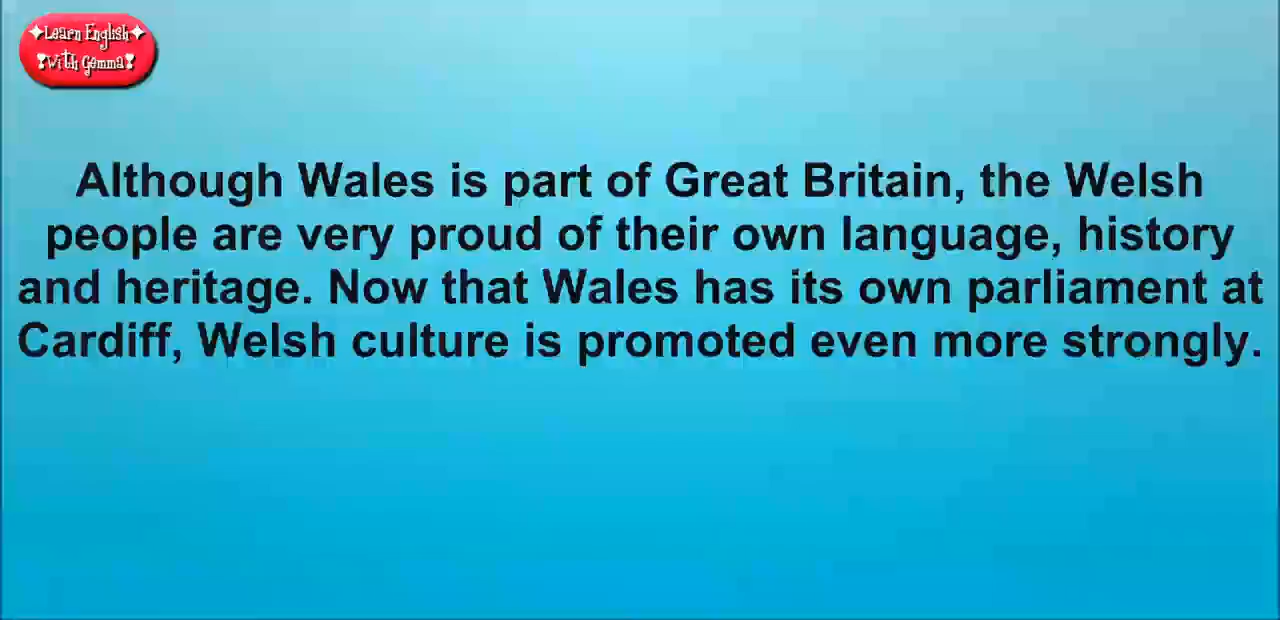 ✦Learn English✦
❣With Gemma❣
Although Wales is part of Great Britain, the Welsh
people are very proud of their own language, history
and heritage. Now that Wales has its own parliament at
Cardiff, Welsh culture is promoted even more strongly.